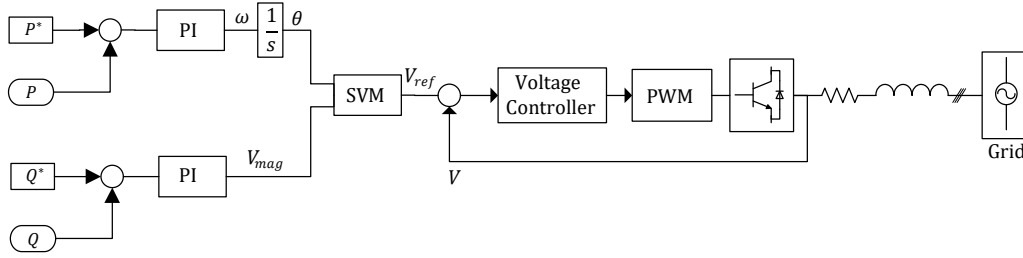 P*
PI
ω
1
s
θ
P
SVM
V_ref
Voltage
Controller
PWM
Grid
Q*
PI
V_mag
V
Q